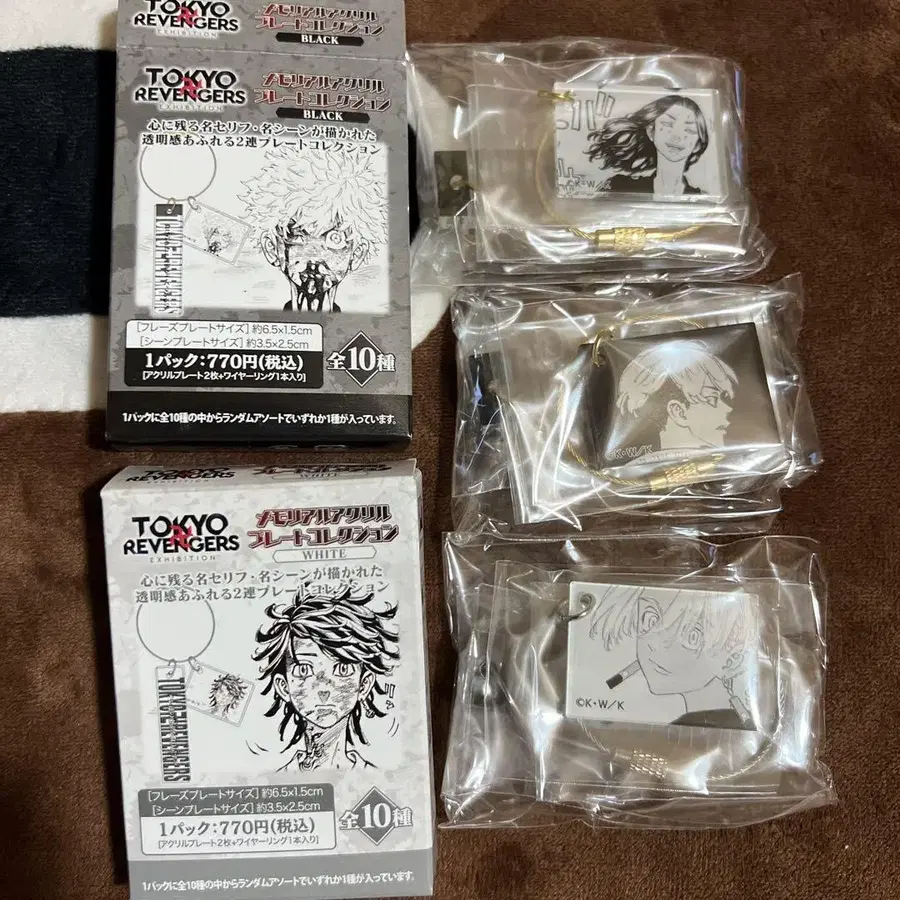 TOKYO
REVENGERS
EXHIBITION
プレートコレクション
BLACK
TOKYO
REVENGERS
EXHIBITION
メモリアルアクリル
プレートコレクション
BLACK
心に残る名セリフ・名シーンが描かれた
透明感あふれる2連プレートコレクション
TOKYO REVENGERS
[フレーズプレートサイズ] 約6.5×1.5cm
[シーンプレートサイズ] 約3.5×2.5cm
1パック:770円(税込)
[アクリルプレート2枚+ワイヤーリング1本入り]
全10種
1パックに全10種の中からランダムアソートでいずれか1種が入っています。
©K・W/K
©K・W/K
©K・W/K
TOKYO
REVENGERS
EXHIBITION
メモリアルアクリル
プレートコレクション
WHITE
心に残る名セリフ・名シーンが描かれた
透明感あふれる2連プレートコレクション
TOKYO REVENGERS
[フレーズプレートサイズ] 約6.5×1.5cm
[シーンプレートサイズ] 約3.5×2.5cm
1パック:770円(税込)
[アクリルプレート2枚+ワイヤーリング1本入り]
全10種
1パックに全10種の中からランダムアソートでいずれか1種が入っています。